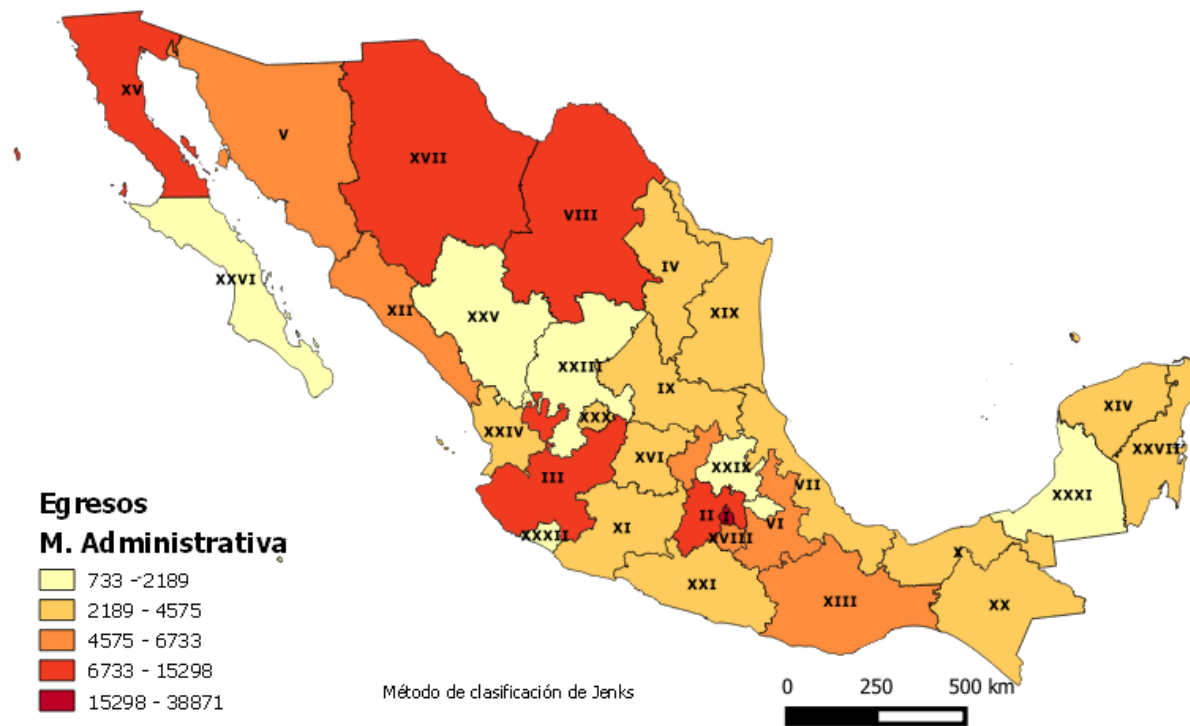 XV
V
XVII
VIII
IV
XXVI
XII
XXV
XIX
XXIII
IX
XXIV
XXX
XIV
XVI
XXIX
XXVII
III
VII
XXXI
II
I
VI
XI
XXXII
XVIII
X
XXI
XIII
XX
Egresos
M. Administrativa
733 - 2189
2189 - 4575
4575 - 6733
6733 - 15298
15298 - 38871
Método de clasificación de Jenks
0 250 500 km